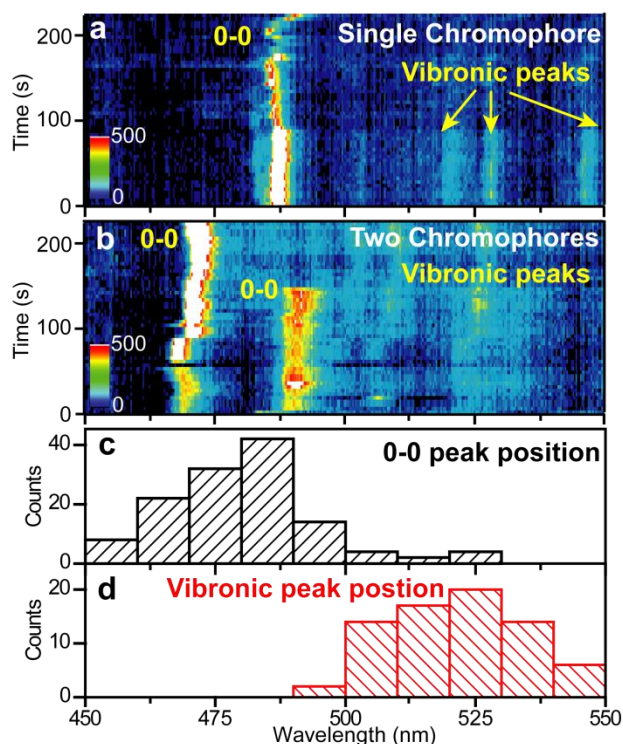 a
0-0
Single Chromophore
Vibronic peaks
Time (s)
200
100
0
500
0
b
0-0
Two Chromophores
0-0
Vibronic peaks
Time (s)
200
100
0
500
0
c
0-0 peak position
Counts
40
20
0
d
Vibronic peak postion
Counts
20
10
0
450 475 500 525 550
Wavelength (nm)